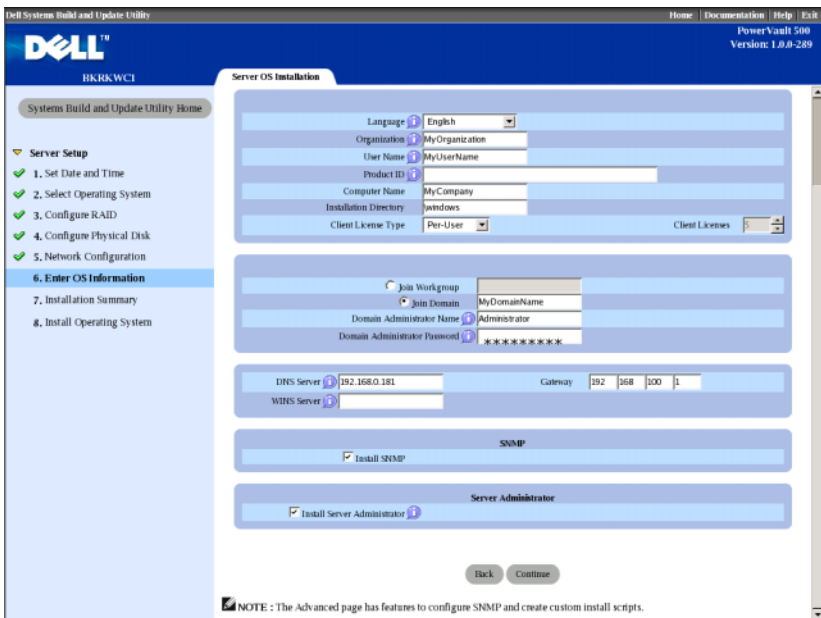 Dell Systems Build and Update Utility
Home Documentation Help Exit
DELL™
PowerVault 500
Version: 1.0.0-289
BKRKWC1
Server OS Installation
Systems Build and Update Utility Home
Server Setup
1. Set Date and Time
2. Select Operating System
3. Configure RAID
4. Configure Physical Disk
5. Network Configuration
6. Enter OS Information
7. Installation Summary
8. Install Operating System
Language i English
Organization i MyOrganization
User Name i MyUserName
Product ID i
Computer Name MyCompany
Installation Directory \windows
Client License Type Per-User Client Licenses 5
Join Workgroup
Join Domain MyDomainName
Domain Administrator Name i Administrator
Domain Administrator Password i *********
DNS Server i 192.168.0.181 Gateway 192 168 100 1
WINS Server i
SNMP
Install SNMP
Server Administrator
Install Server Administrator i
Back Continue
NOTE : The Advanced page has features to configure SNMP and create custom install scripts.